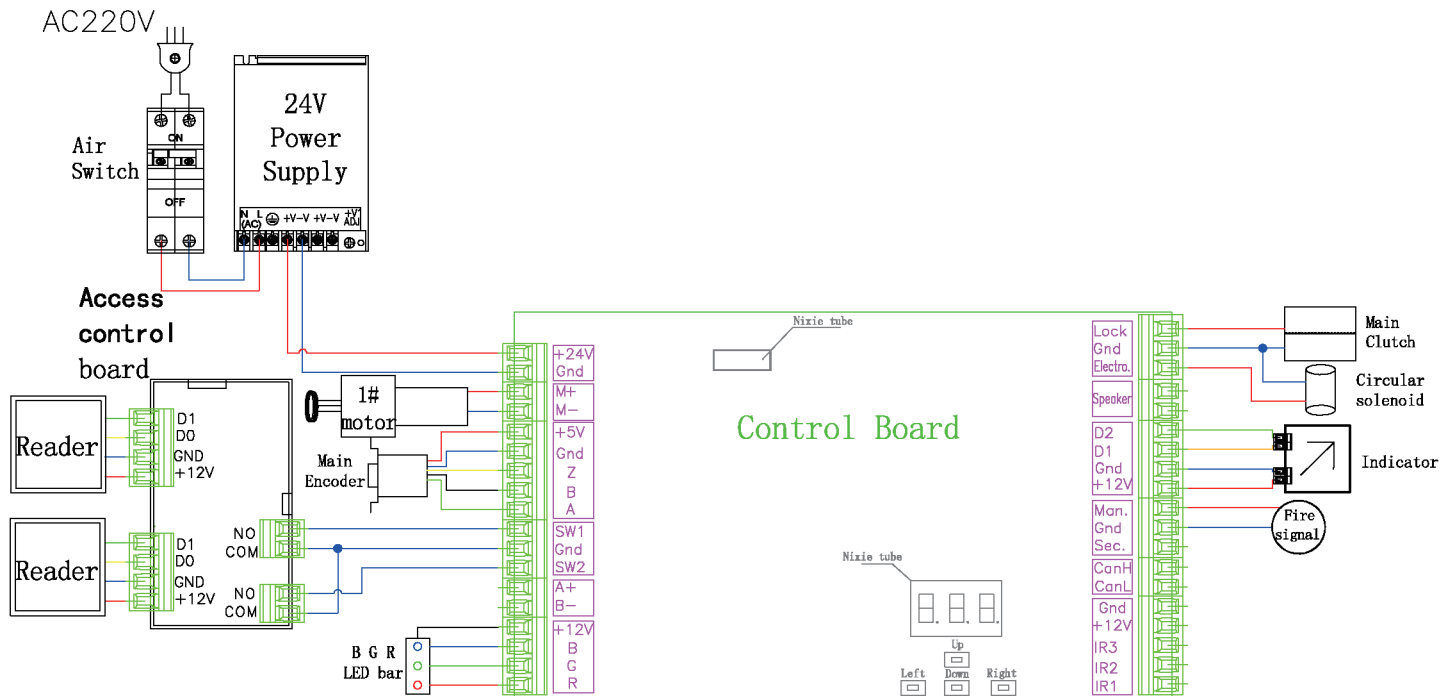 AC220V
ON
OFF
Air
Switch
24V
Power
Supply
N L +V-V +V-V +V
(AC) ADJ
Access
control
board
Reader
D1
D0
GND
+12V
Reader
D1
D0
GND
+12V
NO
COM
NO
COM
1#
motor
Main
Encoder
B G R
LED bar
+24V
Gnd
M+
M-
+5V
Gnd
Z
B
A
SW1
Gnd
SW2
A+
B-
+12V
B
G
R
Nixie tube
Control Board
Nixie tube
Up
Left Down Right
Lock
Gnd
Electro.
Speaker
D2
D1
Gnd
+12V
Man.
Gnd
Sec.
CanH
CanL
Gnd
+12V
IR3
IR2
IR1
Main
Clutch
Circular
solenoid
Indicator
Fire
signal